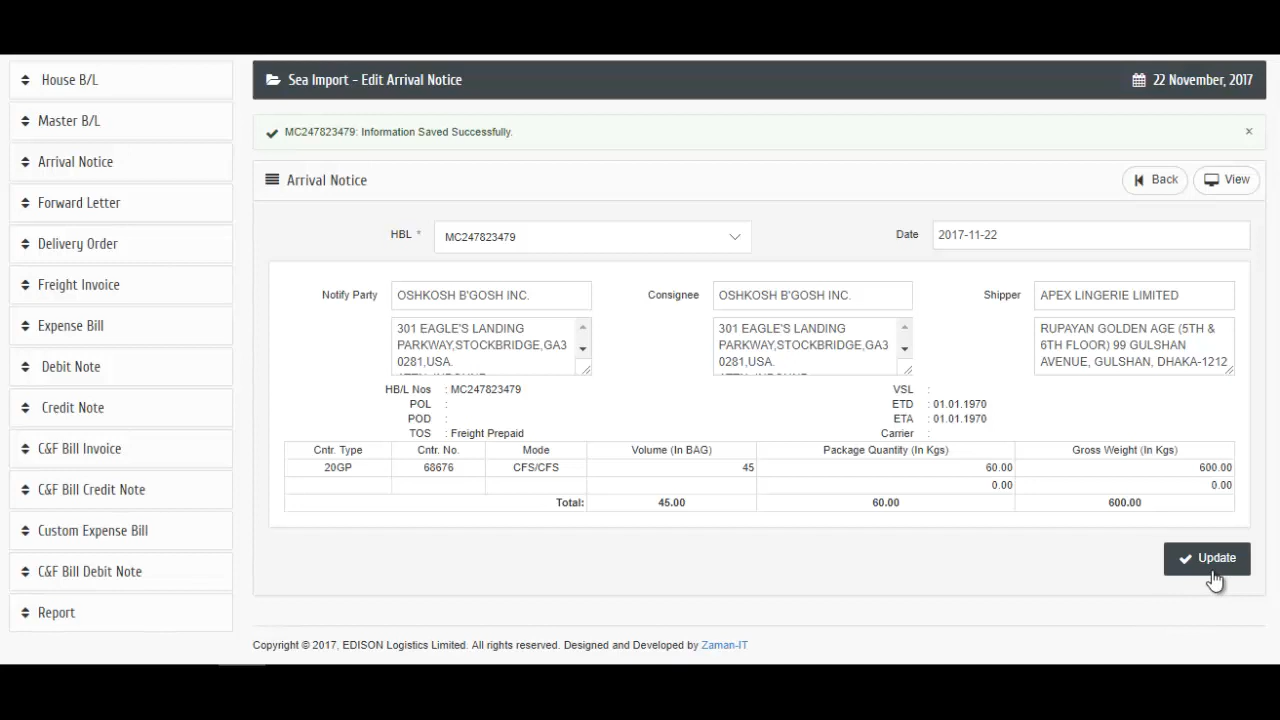 House B/L
Master B/L
Arrival Notice
Forward Letter
Delivery Order
Freight Invoice
Expense Bill
Debit Note
Credit Note
C&F Bill Invoice
C&F Bill Credit Note
Custom Expense Bill
C&F Bill Debit Note
Report
Sea Import - Edit Arrival Notice 22 November, 2017
MC247823479: Information Saved Successfully. ×
Arrival Notice Back View
HBL * MC247823479 Date 2017-11-22
Notify Party OSHKOSH B'GOSH INC. Consignee OSHKOSH B'GOSH INC. Shipper APEX LINGERIE LIMITED
301 EAGLE'S LANDING 301 EAGLE'S LANDING RUPAYAN GOLDEN AGE (5TH &
PARKWAY,STOCKBRIDGE,GA3 PARKWAY,STOCKBRIDGE,GA3 6TH FLOOR) 99 GULSHAN
0281,USA. 0281,USA. AVENUE, GULSHAN, DHAKA-1212
HB/L Nos : MC247823479 VSL :
POL : ETD : 01.01.1970
POD : ETA : 01.01.1970
TOS : Freight Prepaid Carrier :
Cntr. Type Cntr. No. Mode Volume (In BAG) Package Quantity (In Kgs) Gross Weight (In Kgs)
20GP 68676 CFS/CFS 45 60.00 600.00
0.00 0.00
Total: 45.00 60.00 600.00
Update
Copyright © 2017, EDISON Logistics Limited. All rights reserved. Designed and Developed by Zaman-IT